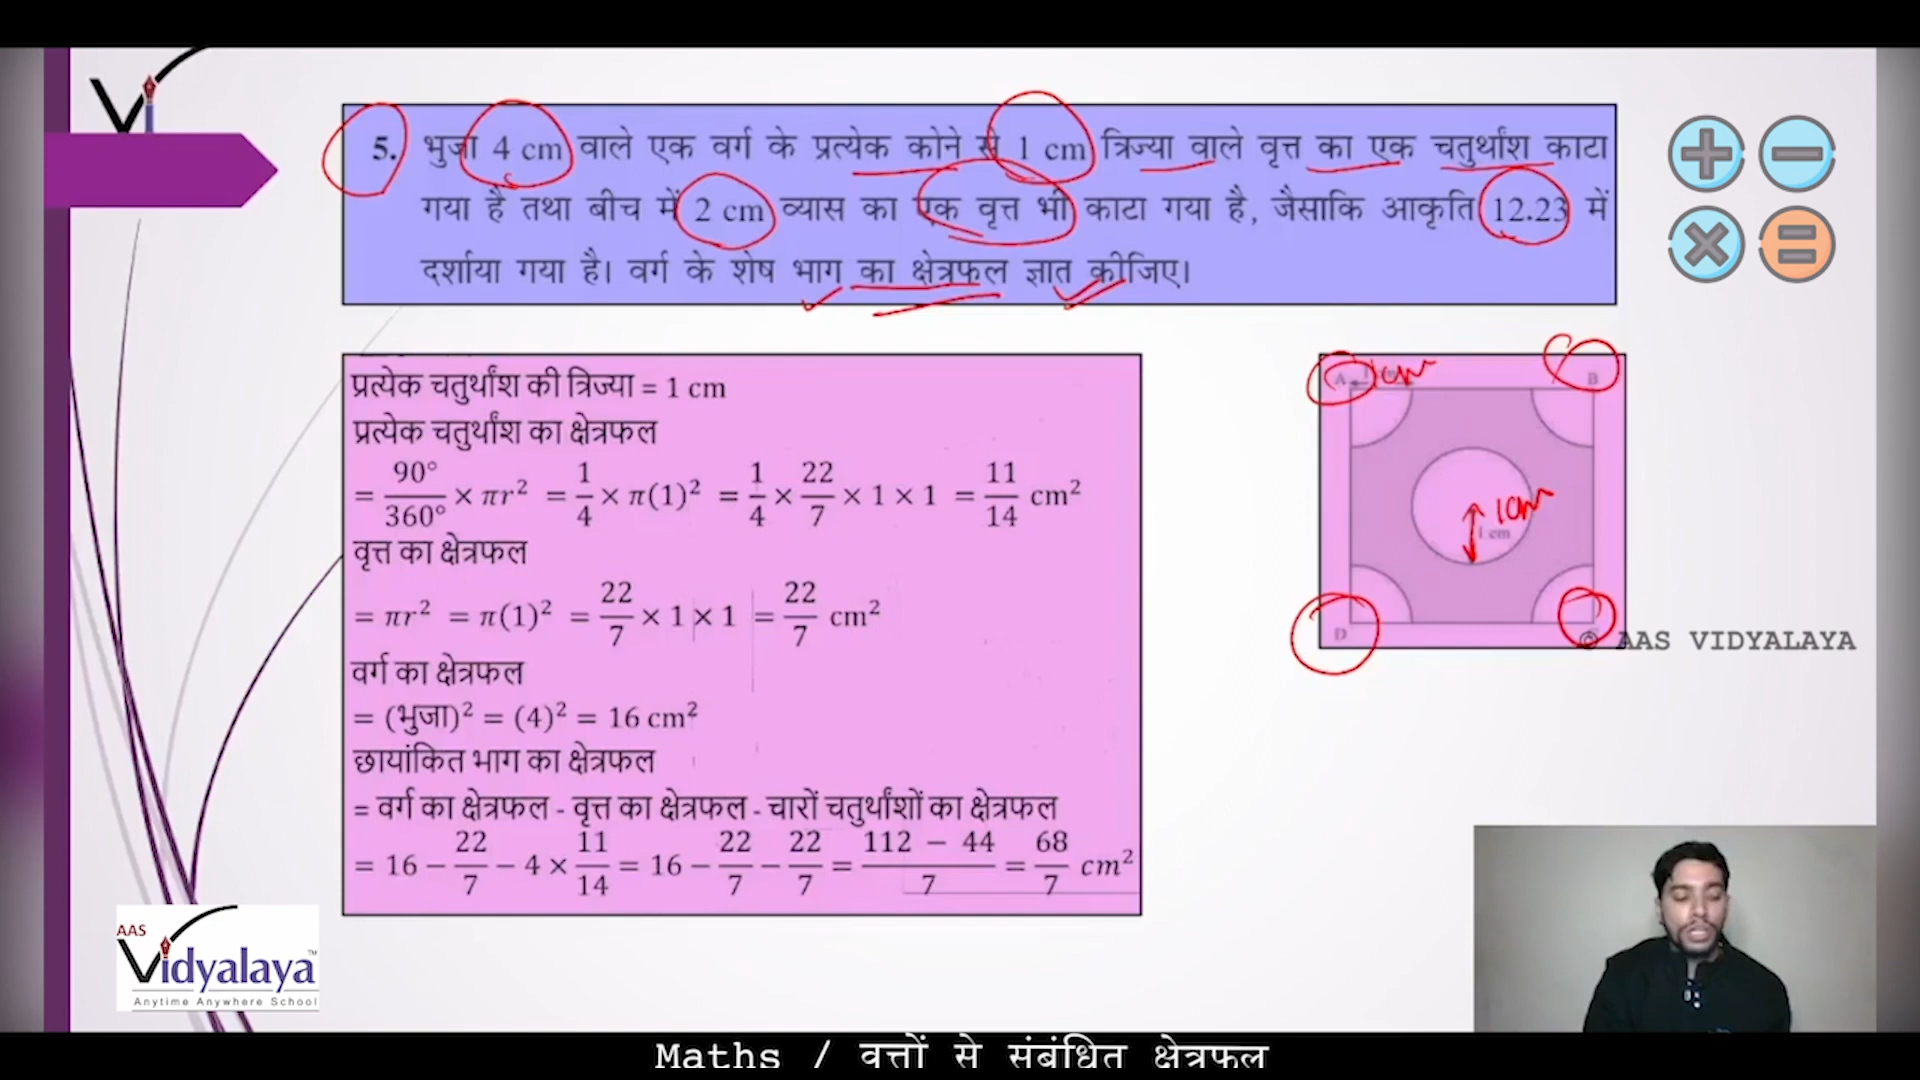 5. भुजा 4 cm वाले एक वर्ग के प्रत्येक कोने से 1 cm त्रिज्या वाले वृत्त का एक चतुर्थांश काटा
गया है तथा बीच में 2 cm व्यास का एक वृत्त भी काटा गया है, जैसाकि आकृति 12.23 में
दर्शाया गया है। वर्ग के शेष भाग का क्षेत्रफल ज्ञात कीजिए।
प्रत्येक चतुर्थांश की त्रिज्या = 1 cm
प्रत्येक चतुर्थांश का क्षेत्रफल
= 90°/360° × πr² = 1/4 × π(1)² = 1/4 × 22/7 × 1 × 1 = 11/14 cm²
वृत्त का क्षेत्रफल
= πr² = π(1)² = 22/7 × 1 × 1 = 22/7 cm²
वर्ग का क्षेत्रफल
= (भुजा)² = (4)² = 16 cm²
छायांकित भाग का क्षेत्रफल
= वर्ग का क्षेत्रफल - वृत्त का क्षेत्रफल - चारों चतुर्थांशों का क्षेत्रफल
= 16 − 22/7 − 4 × 11/14 = 16 − 22/7 − 22/7 = 112 − 44/7 = 68/7 cm²
A 1cm B
1cm
1 cm
D
© AAS VIDYALAYA
AAS
Vidyalaya™
Anytime Anywhere School
Maths / वत्तों से संबंधित क्षेत्रफल